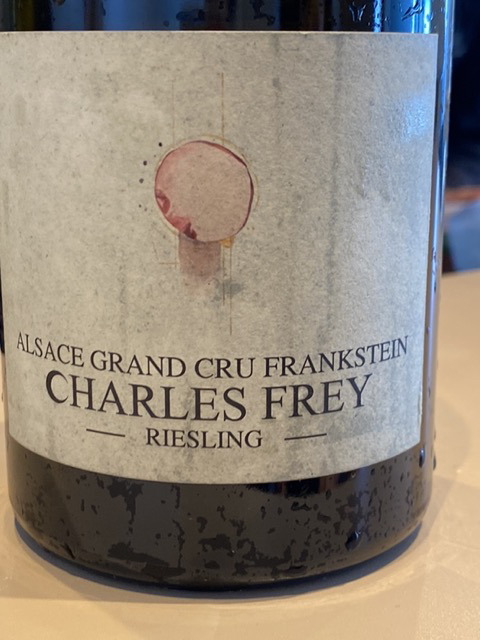 ALSACE GRAND CRU FRANKSTEIN
CHARLES FREY
RIESLING